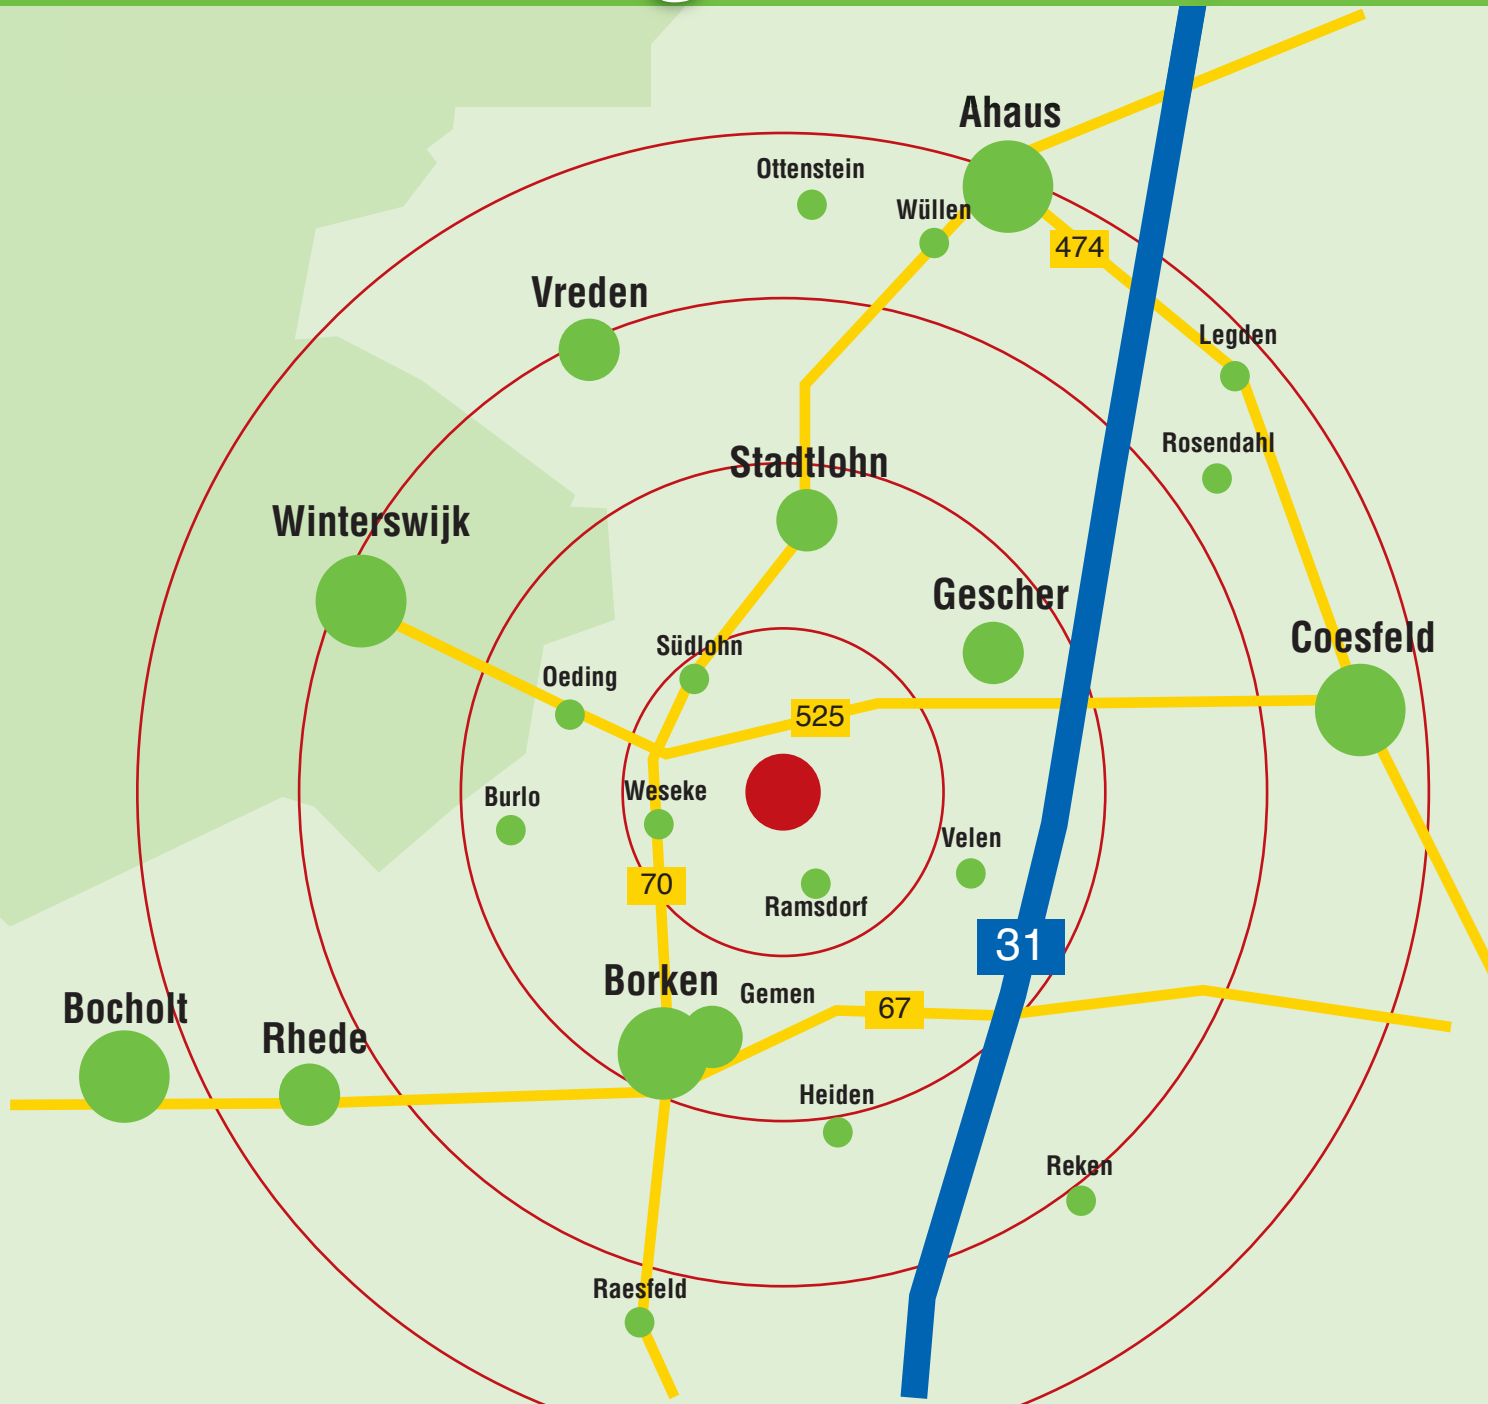 Ahaus
Ottenstein
Wüllen
474
Vreden
Legden
Rosendahl
Stadtlohn
Winterswijk
Gescher
Coesfeld
Südlohn
Oeding
525
Weseke
Burlo
Velen
70
Ramsdorf
31
Borken
Gemen
67
Bocholt
Rhede
Heiden
Reken
Raesfeld